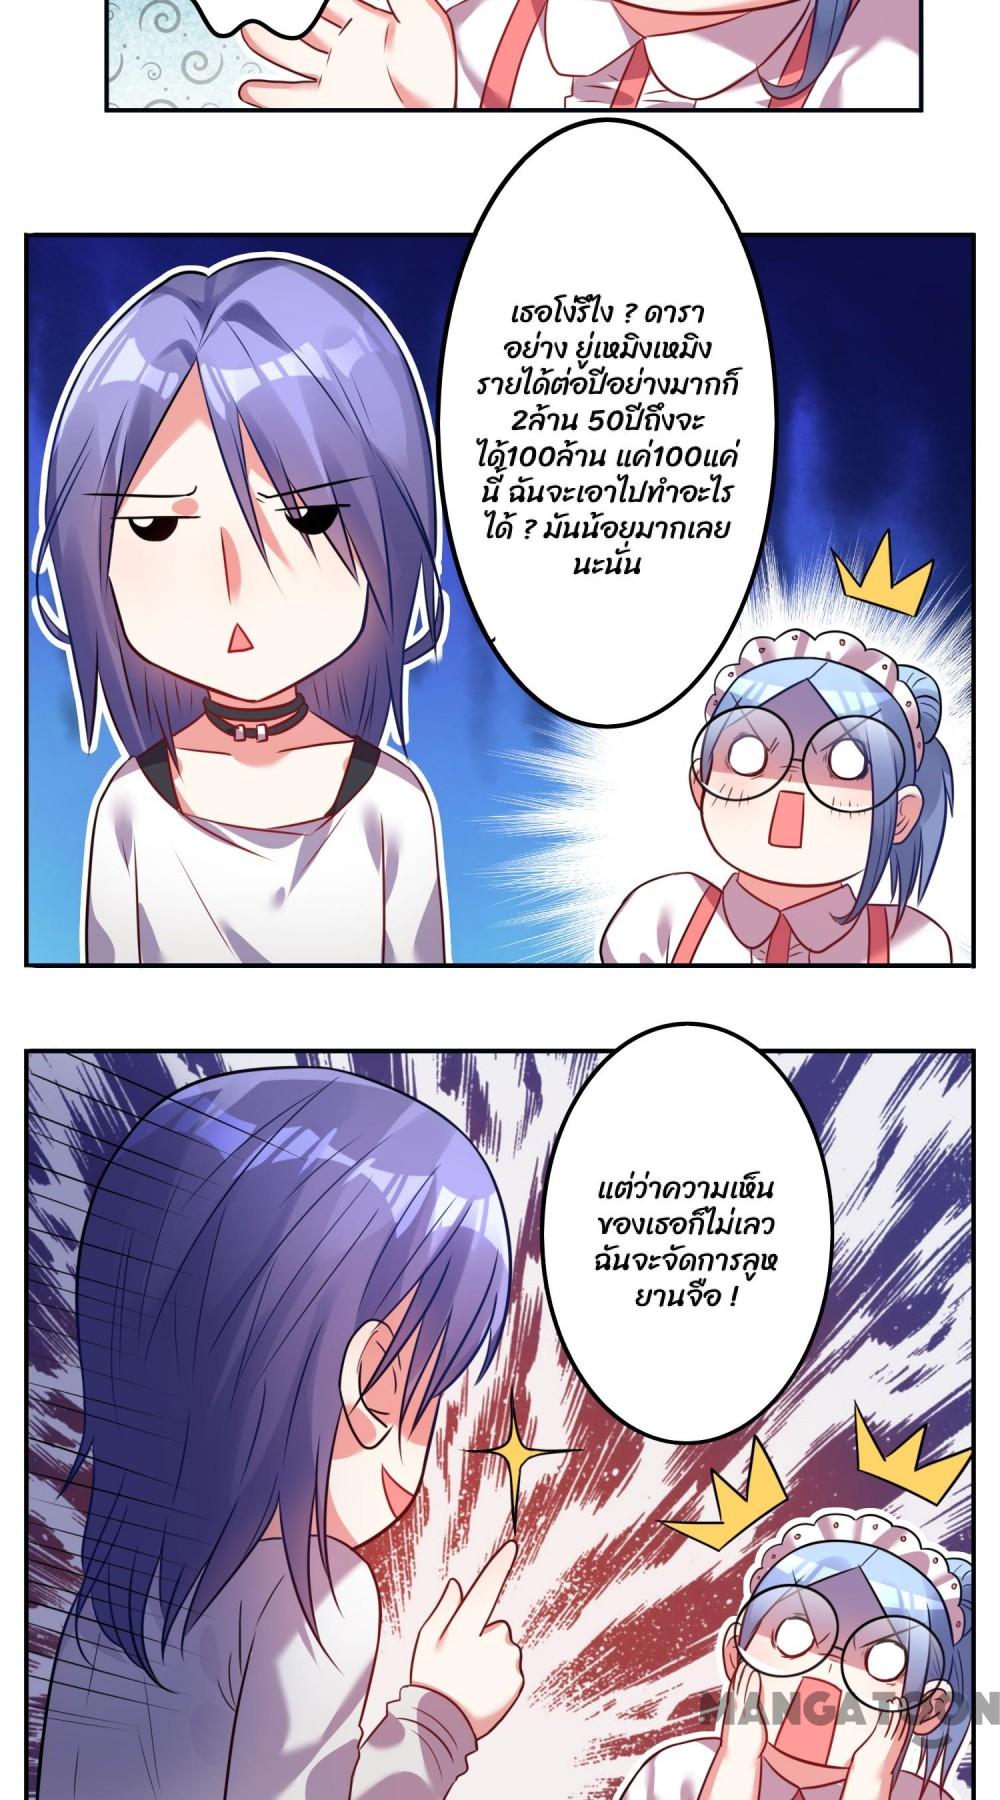 เธอโง่รึไง ? ดารา
อย่าง ยู่เหมิงเหมิง
รายได้ต่อปีอย่างมากก็
2ล้าน 50ปีถึงจะ
ได้100ล้าน แค่100แค่
นี้ ฉันจะเอาไปทำอะไร
ได้ ? มันน้อยมากเลย
นะนั่น
แต่ว่าความเห็น
ของเธอก็ไม่เลว
ฉันจะจัดการลูห
ยานจือ !
MANGATOON